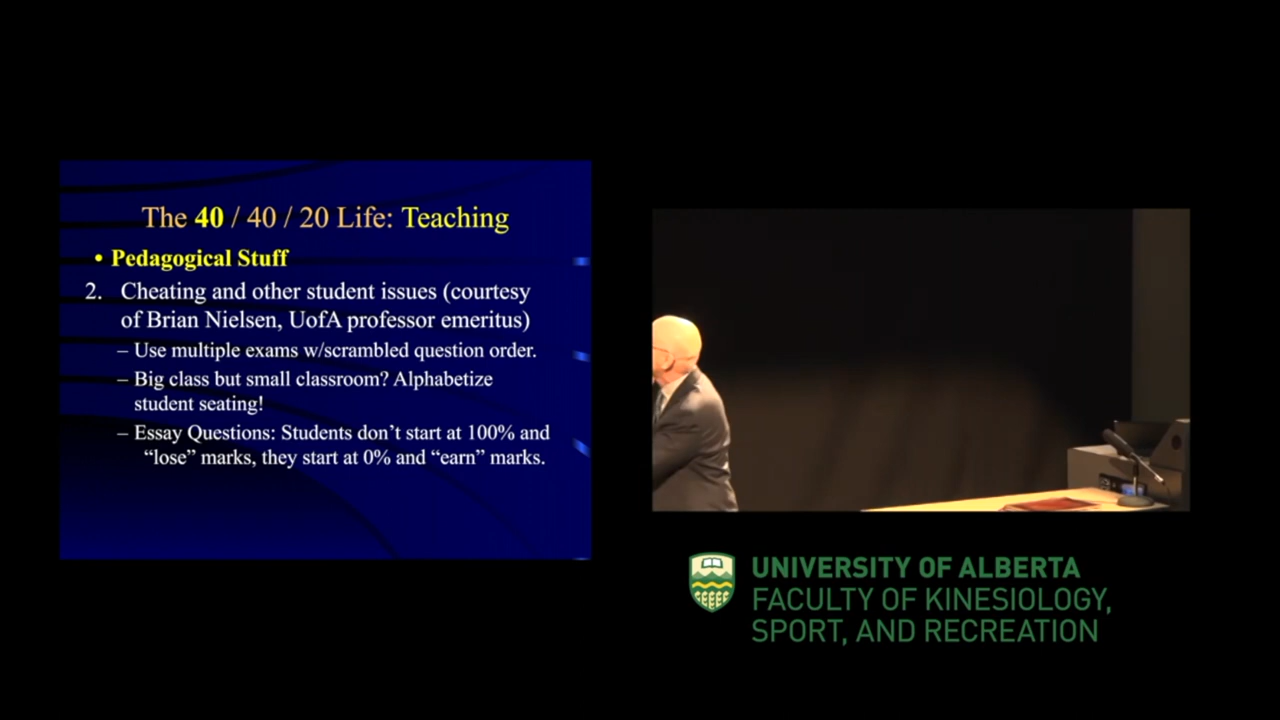 The 40 / 40 / 20 Life: Teaching
• Pedagogical Stuff
2. Cheating and other student issues (courtesy
of Brian Nielsen, UofA professor emeritus)
– Use multiple exams w/scrambled question order.
– Big class but small classroom? Alphabetize
student seating!
– Essay Questions: Students don’t start at 100% and
“lose” marks, they start at 0% and “earn” marks.
UNIVERSITY OF ALBERTA
FACULTY OF KINESIOLOGY,
SPORT, AND RECREATION